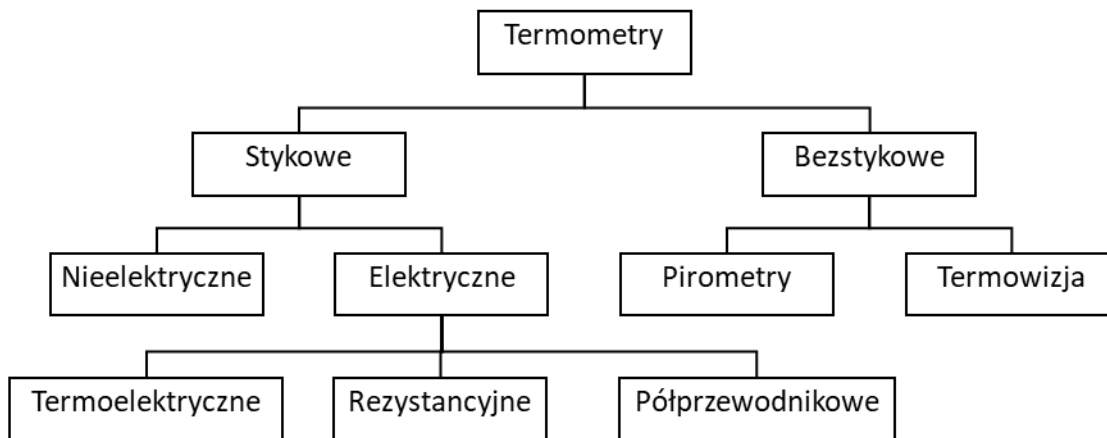 Termometry
Stykowe
Bezstykowe
Nieelektryczne
Elektryczne
Pirometry
Termowizja
Termoelektryczne
Rezystancyjne
Półprzewodnikowe